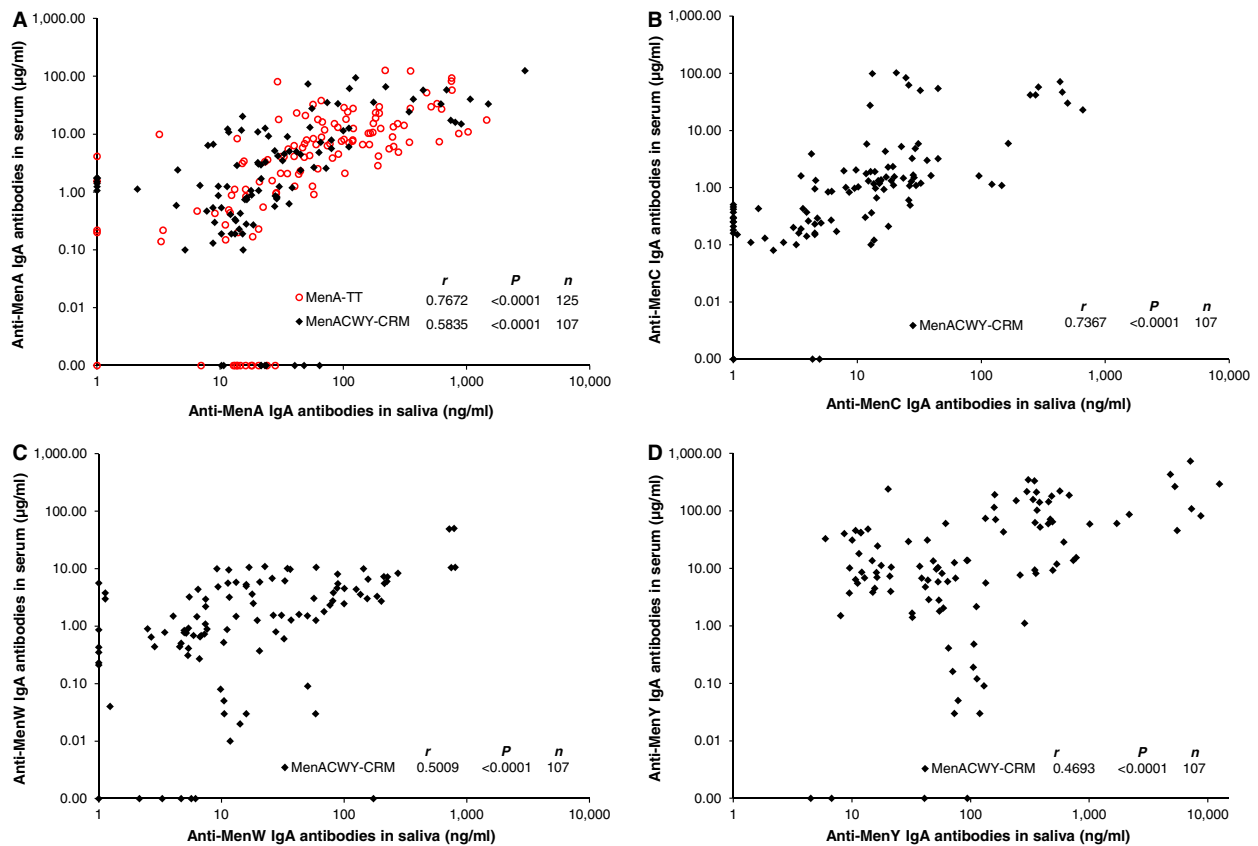 A
Anti-MenA IgA antibodies in serum (µg/ml)
1,000.00
100.00
10.00
1.00
0.10
0.01
0.00
r P n
MenA-TT 0.7672 <0.0001 125
MenACWY-CRM 0.5835 <0.0001 107
1 10 100 1,000 10,000
Anti-MenA IgA antibodies in saliva (ng/ml)
B
Anti-MenC IgA antibodies in serum (µg/ml)
1,000.00
100.00
10.00
1.00
0.10
0.01
0.00
r P n
MenACWY-CRM 0.7367 <0.0001 107
1 10 100 1,000 10,000
Anti-MenC IgA antibodies in saliva (ng/ml)
C
Anti-MenW IgA antibodies in serum (µg/ml)
1,000.00
100.00
10.00
1.00
0.10
0.01
0.00
r P n
MenACWY-CRM 0.5009 <0.0001 107
1 10 100 1,000 10,000
Anti-MenW IgA antibodies in saliva (ng/ml)
D
Anti-MenY IgA antibodies in serum (µg/ml)
1,000.00
100.00
10.00
1.00
0.10
0.01
0.00
r P n
MenACWY-CRM 0.4693 <0.0001 107
1 10 100 1,000 10,000
Anti-MenY IgA antibodies in saliva (ng/ml)